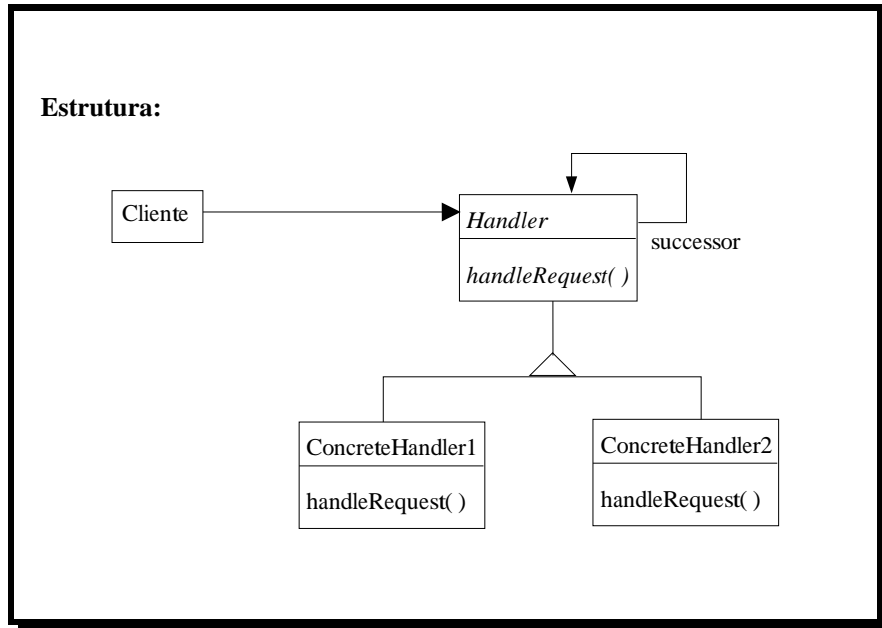 Estrutura:
Cliente
Handler
successor
handleRequest( )
ConcreteHandler1
handleRequest( )
ConcreteHandler2
handleRequest( )